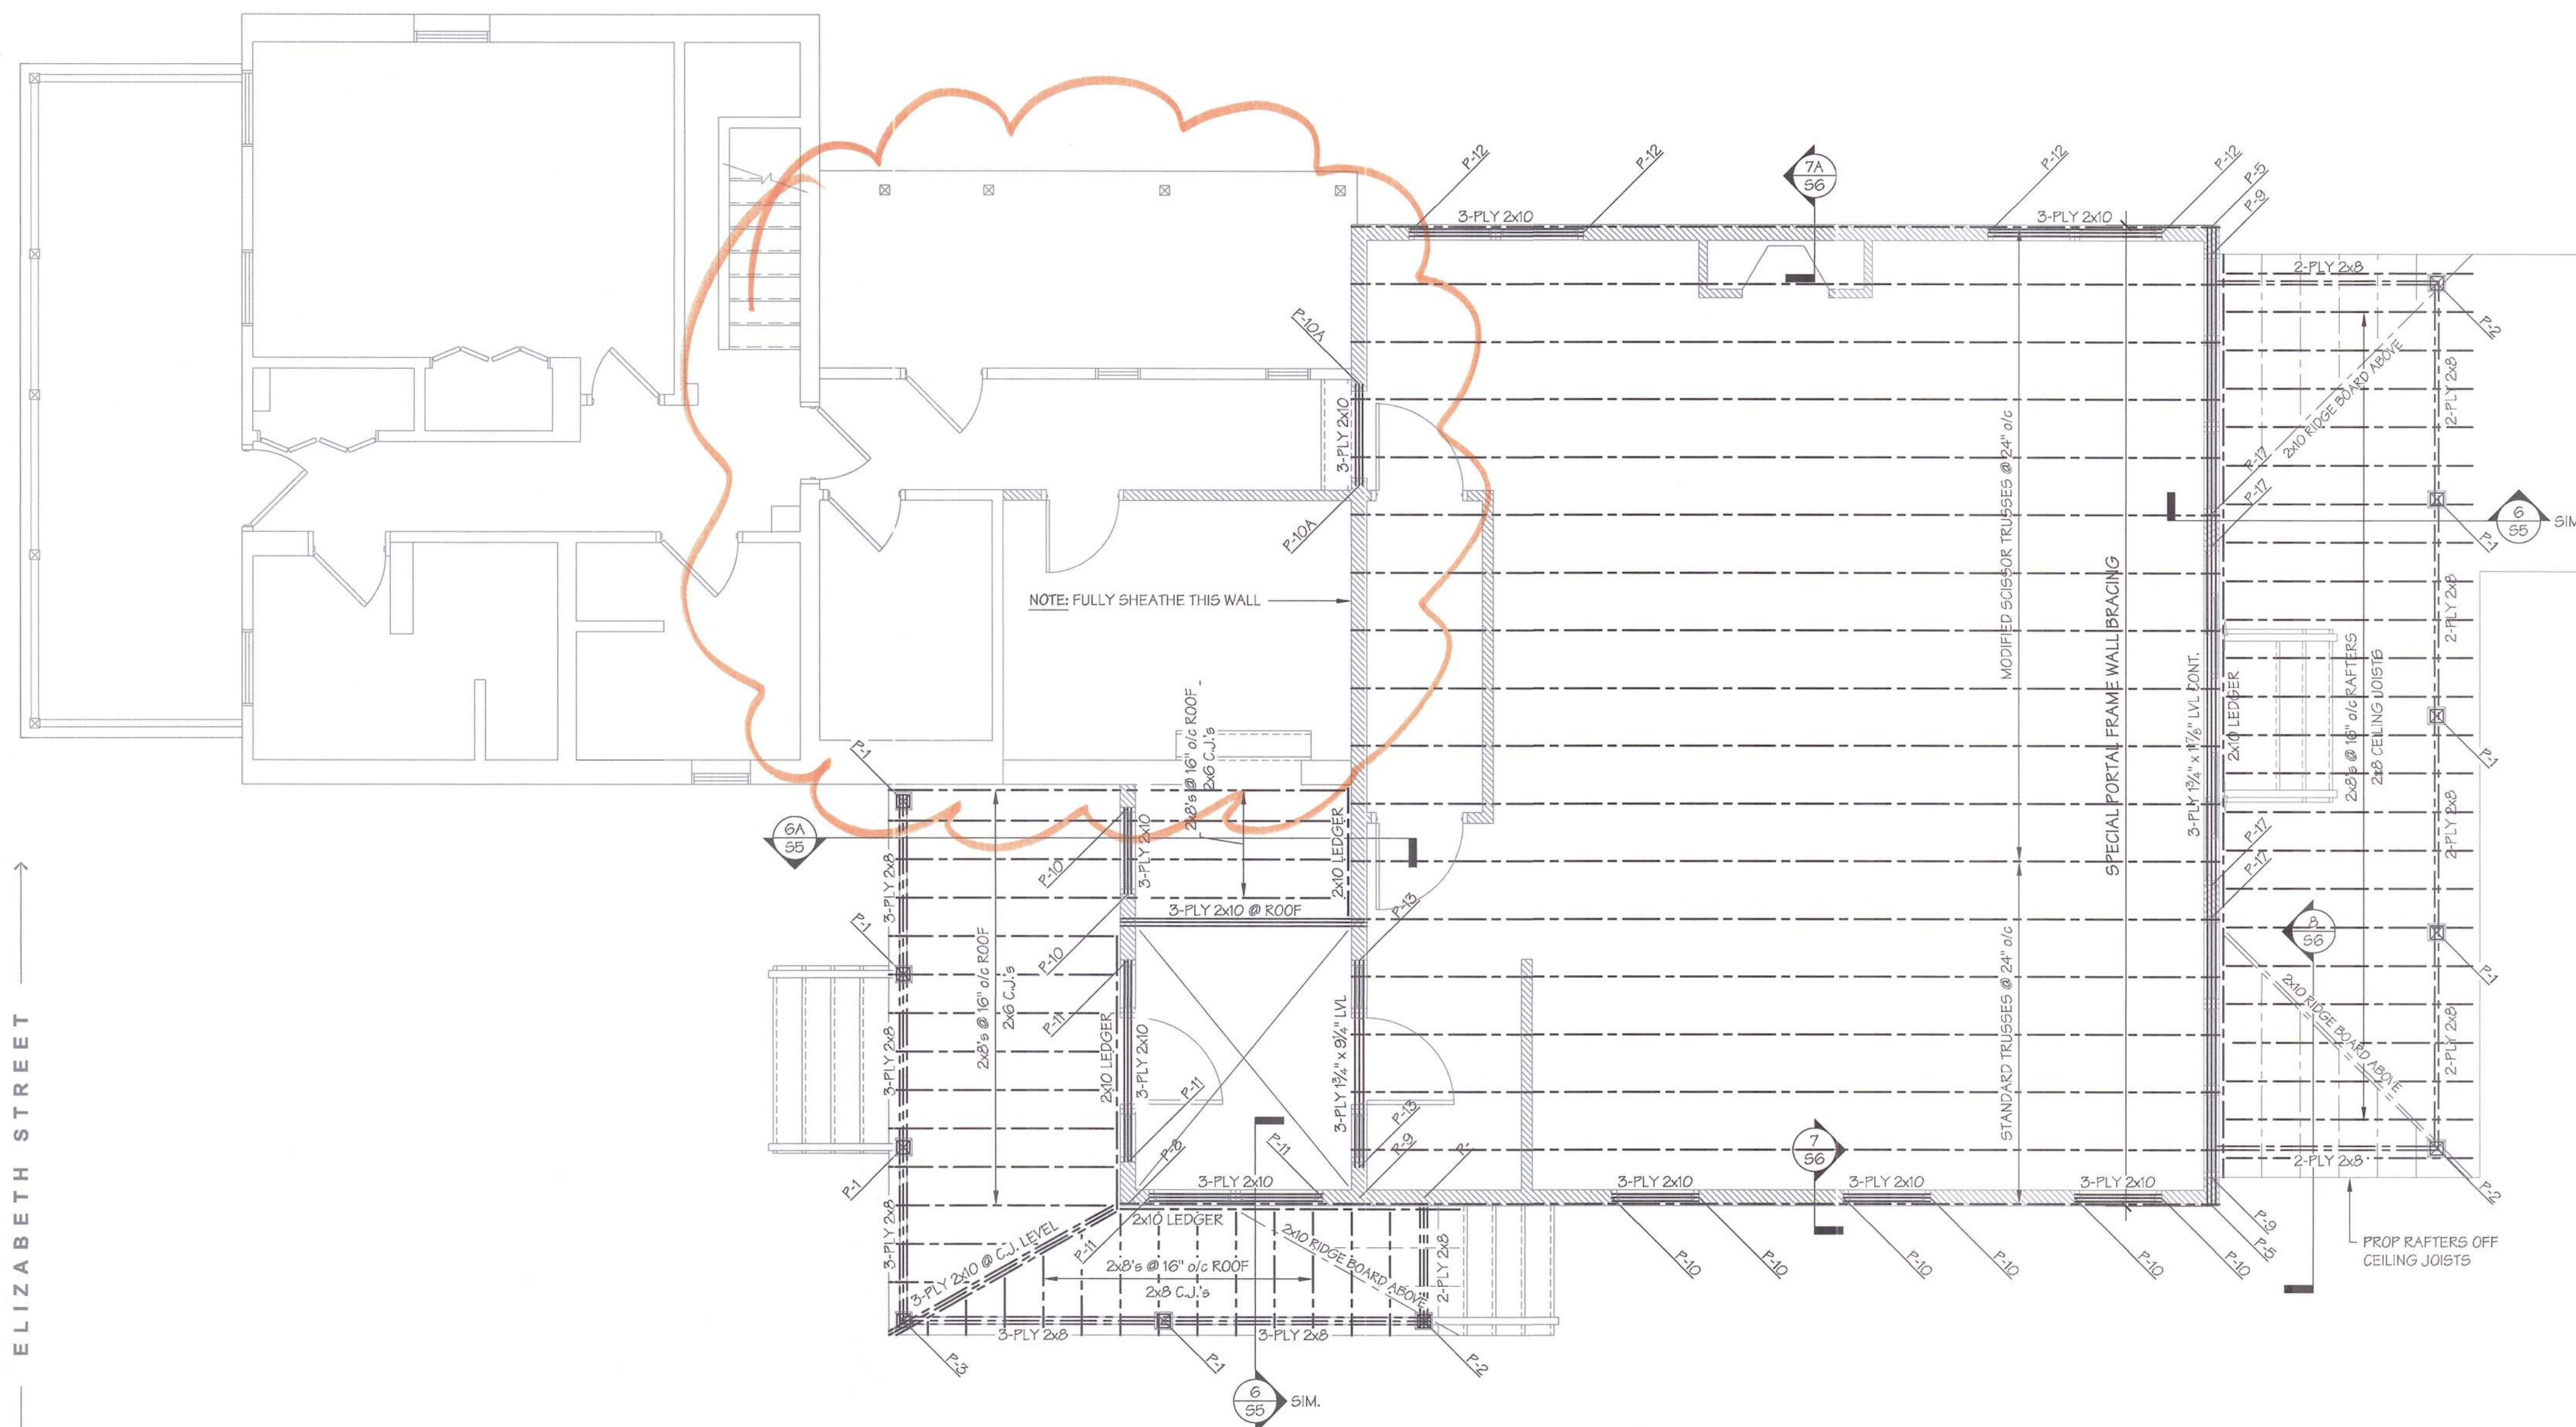 P-12
P-12
P-12
P-12
P-5
P-9
7A
S6
3-PLY 2x10
3-PLY 2x10
2-PLY 2x8
P-2
P-10A
3-PLY 2x10
P-10A
2-PLY 2x8
2x10 RIDGE BOARD ABOVE
P-17
P-17
6
S5
SIM
P-1
MODIFIED SCISSOR TRUSSES @ 24" o/c
SPECIAL PORTAL FRAME WALL BRACING
NOTE: FULLY SHEATHE THIS WALL
2-PLY 2x8
3-PLY 1¾" x 11⅞" LVL CONT.
2x10 LEDGER
2x8's @ 16" o/c RAFTERS
2x8 CEILING JOISTS
P-1
2x8's @ 16" o/c ROOF
2x6 C.J.'s
P-1
6A
S5
3-PLY 2x8
P-10
3-PLY 2x10
2x10 LEDGER
2-PLY 2x8
P-17
P-17
P-13
3-PLY 2x10 @ ROOF
P-1
P-10
2x8's @ 16" o/c ROOF
2x6 C.J.'s
8
S6
P-1
P-11
2x10 LEDGER
3-PLY 2x10
3-PLY 2x8
3-PLY 1¾" x 9¼" LVL
STANDARD TRUSSES @ 24" o/c
2x10 RIDGE BOARD ABOVE
2-PLY 2x8
P-11
P-13
P-8
P-11
P-9
P-
7
S6
2-PLY 2x8
P-2
P-1
3-PLY 2x10
3-PLY 2x10
3-PLY 2x10
3-PLY 2x10
3-PLY 2x8
3-PLY 2x10 @ C.J. LEVEL
2x10 LEDGER
P-11
2x10 RIDGE BOARD ABOVE
2-PLY 2x8
2x8's @ 16" o/c ROOF
2x8 C.J.'s
P-10
P-10
P-10
P-10
P-10
P-10
P-9
P-5
PROP RAFTERS OFF
CEILING JOISTS
3-PLY 2x8
3-PLY 2x8
P-3
P-1
P-2
6
S5
SIM.
ELIZABETH STREET